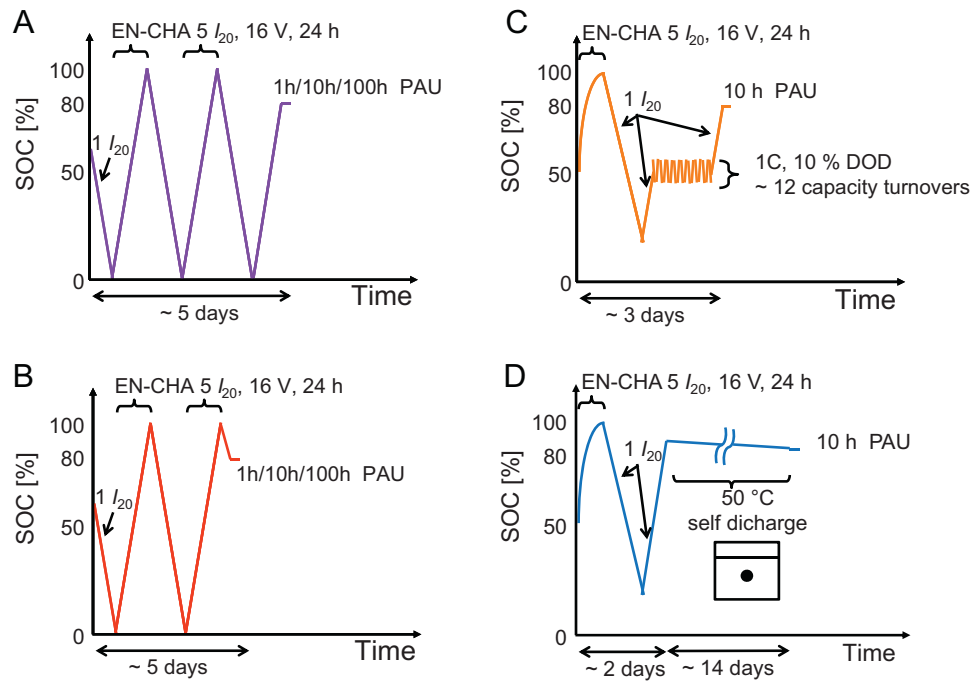 A
EN-CHA 5 I20, 16 V, 24 h
100
80
50
0
SOC [%]
1 I20
1h/10h/100h PAU
Time
~ 5 days
C
EN-CHA 5 I20, 16 V, 24 h
100
80
50
0
SOC [%]
1 I20
10 h PAU
1C, 10 % DOD
~ 12 capacity turnovers
Time
~ 3 days
B
EN-CHA 5 I20, 16 V, 24 h
100
80
50
0
SOC [%]
1 I20
1h/10h/100h PAU
Time
~ 5 days
D
EN-CHA 5 I20, 16 V, 24 h
100
80
50
0
SOC [%]
1 I20
10 h PAU
50 °C
self dicharge
Time
~ 2 days
~ 14 days